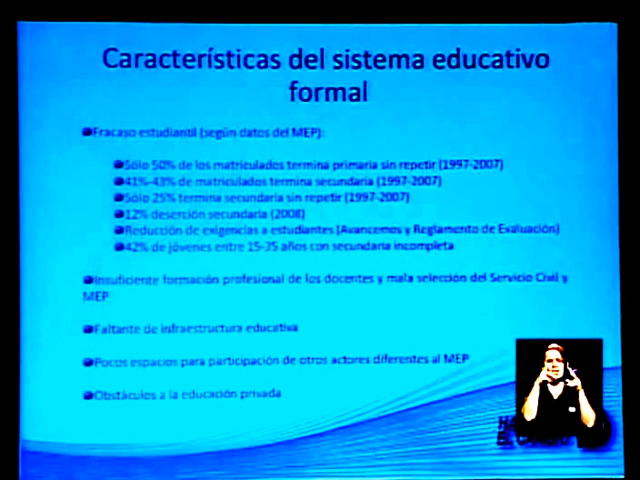 Características del sistema educativo
formal
Fracaso estudiantil (según datos del MEP):
Sólo 50% de los matriculados termina primaria sin repetir (1997-2007)
41%-43% de matriculados termina secundaria (1997-2007)
Sólo 25% termina secundaria sin repetir (1997-2007)
12% deserción secundaria (2008)
Reducción de exigencias a estudiantes (Avancemos y Reglamento de Evaluación)
42% de jóvenes entre 15-35 años con secundaria incompleta
Insuficiente formación profesional de los docentes y mala selección del Servicio Civil y
MEP
Faltante de infraestructura educativa
Pocos espacios para participación de otros actores diferentes al MEP
Obstáculos a la educación privada